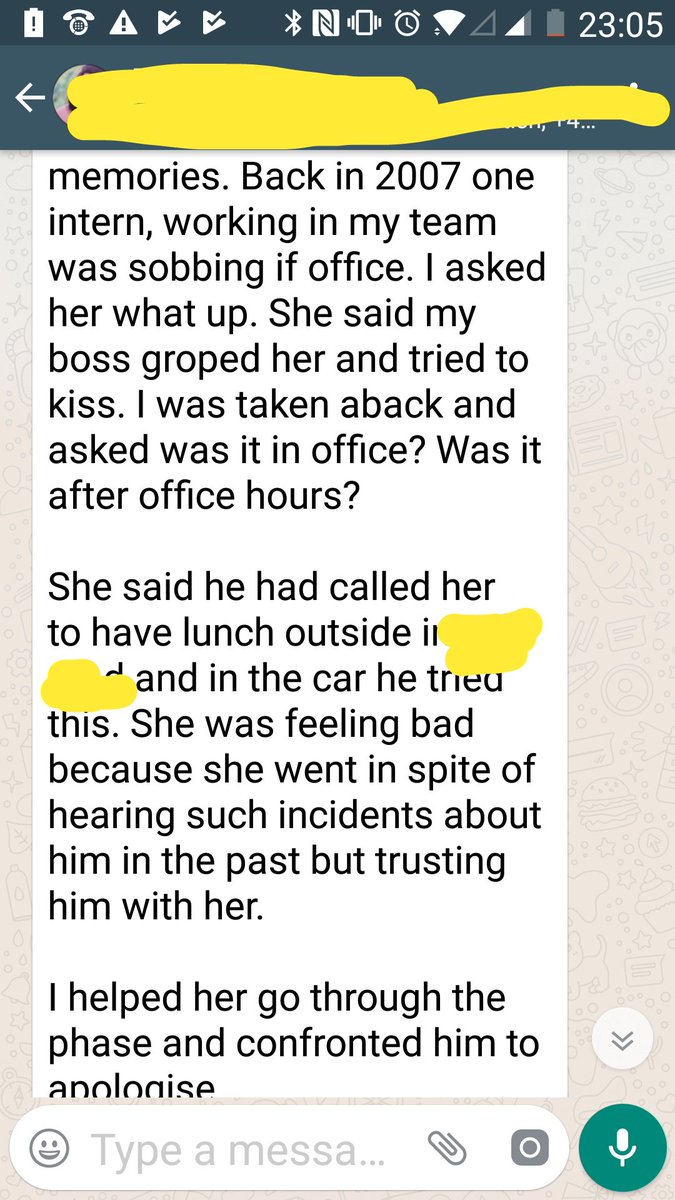 23:05
memories. Back in 2007 one
intern, working in my team
was sobbing if office. I asked
her what up. She said my
boss groped her and tried to
kiss. I was taken aback and
asked was it in office? Was it
after office hours?
She said he had called her
to have lunch outside
and in the car he tried
this. She was feeling bad
because she went in spite of
hearing such incidents about
him in the past but trusting
him with her.
I helped her go through the
phase and confronted him to
apologise
Type a messa...